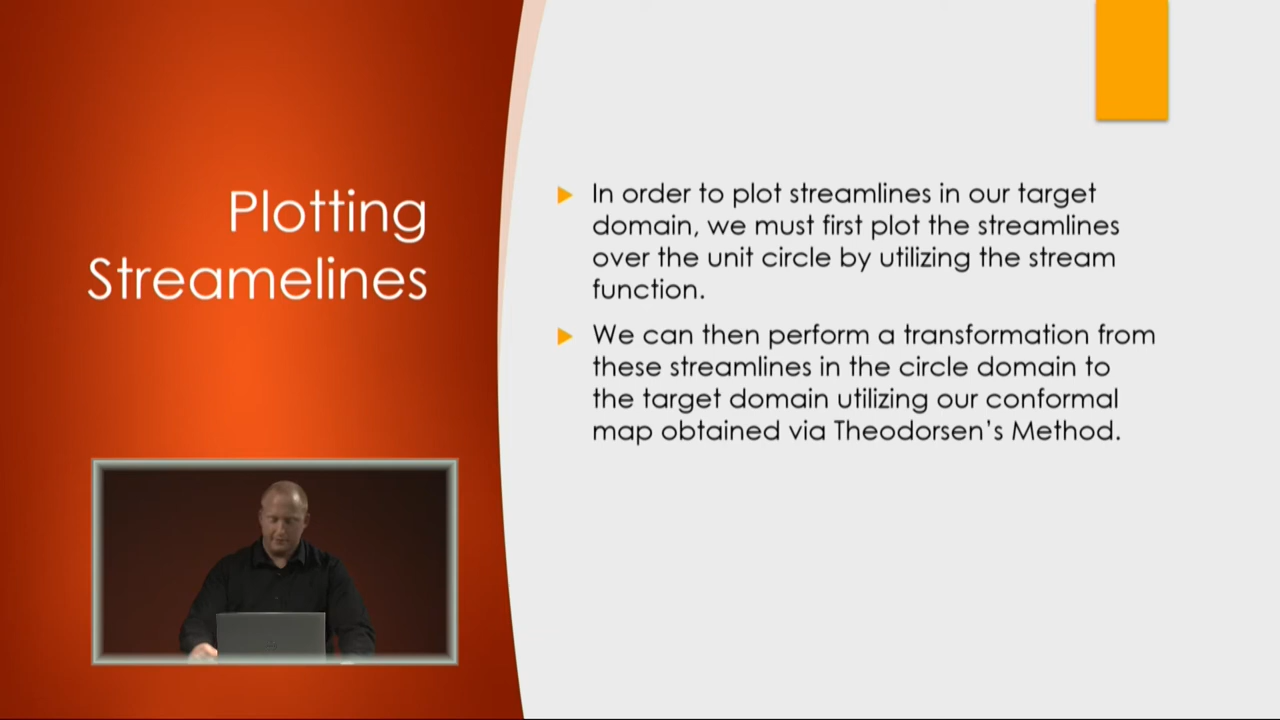 Plotting
Streamelines
In order to plot streamlines in our target
domain, we must first plot the streamlines
over the unit circle by utilizing the stream
function.
We can then perform a transformation from
these streamlines in the circle domain to
the target domain utilizing our conformal
map obtained via Theodorsen's Method.